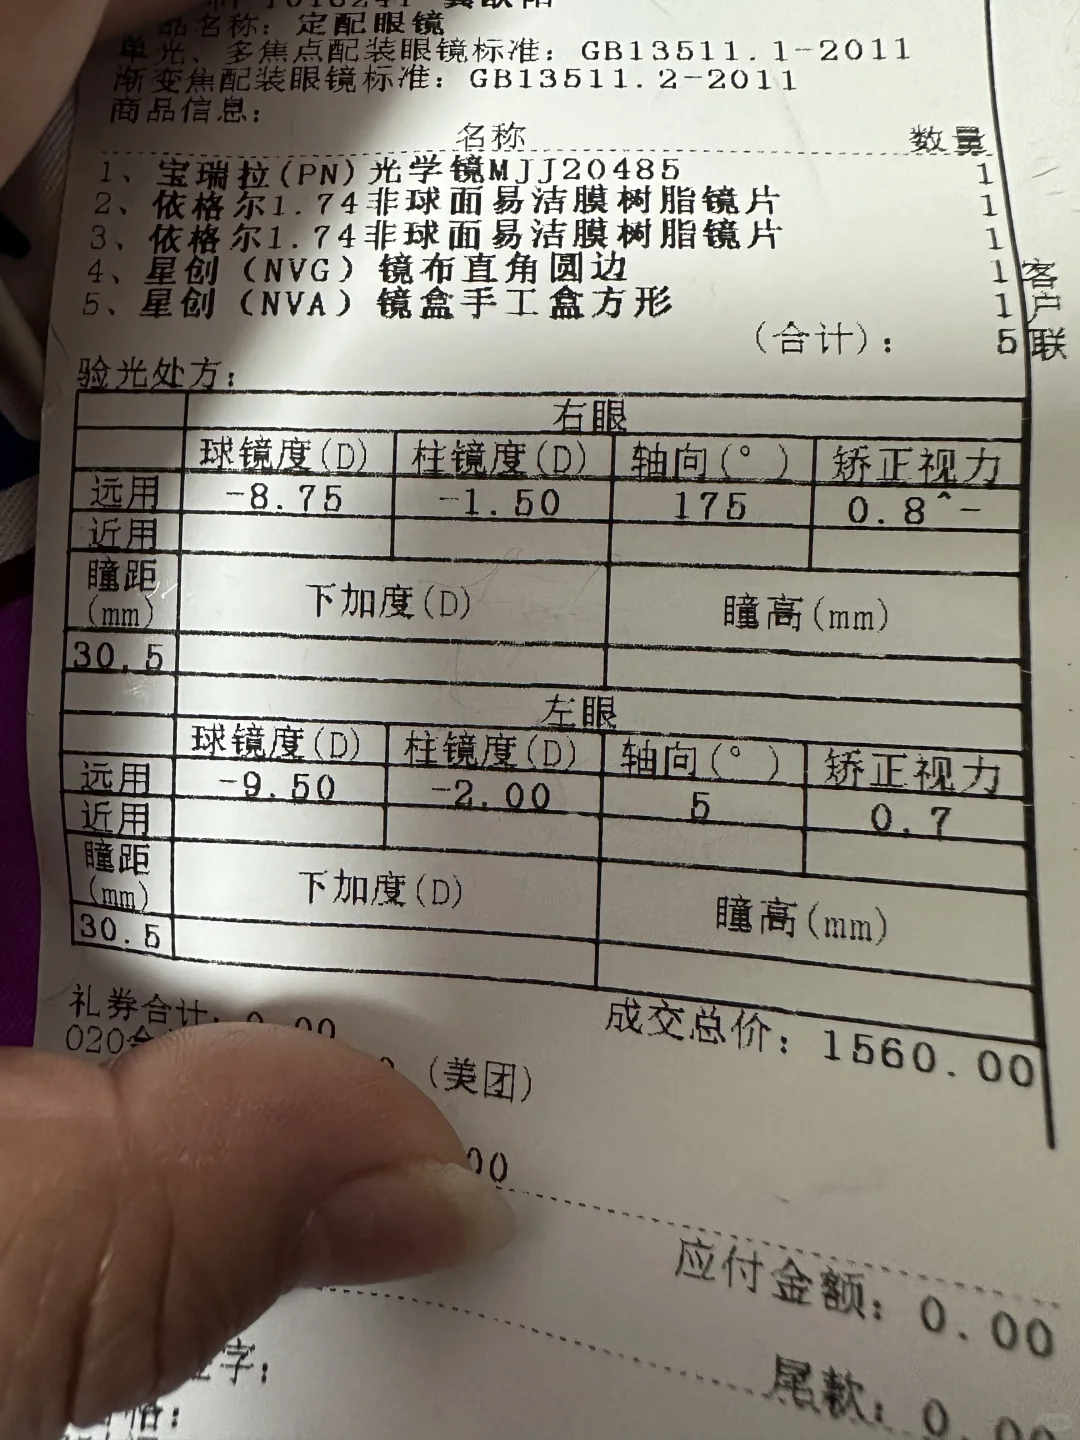 品名称：定配眼镜
单光、多焦点配装眼镜标准：GB13511.1-2011
渐变焦配装眼镜标准：GB13511.2-2011
商品信息：
名称 数量
1、宝瑞拉(PN)光学镜MJJ20485 1
2、依格尔1.74非球面易洁膜树脂镜片 1
3、依格尔1.74非球面易洁膜树脂镜片 1
4、星创（NVG）镜布直角圆边 1
5、星创（NVA）镜盒手工盒方形 1
(合计)： 5
客户联
验光处方：
右眼
球镜度(D) 柱镜度(D) 轴向(°) 矫正视力
远用 -8.75 -1.50 175 0.8^-
近用
瞳距(mm) 下加度(D) 瞳高(mm)
30.5
左眼
球镜度(D) 柱镜度(D) 轴向(°) 矫正视力
远用 -9.50 -2.00 5 0.7
近用
瞳距(mm) 下加度(D) 瞳高(mm)
30.5
礼券合计：0.00 成交总价：1560.00
O2O (美团)
00
应付金额：0.00
尾款：0.00
字：